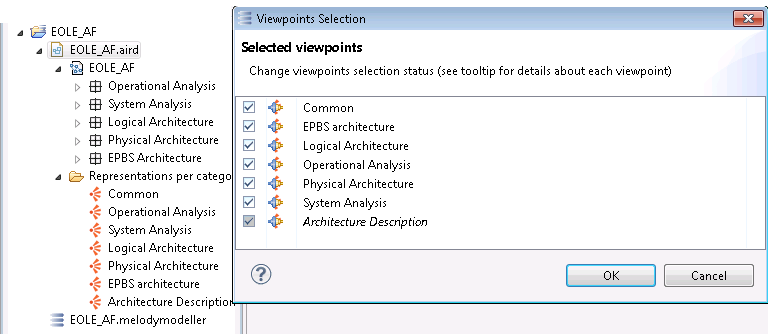 EOLE_AF
EOLE_AF.aird
EOLE_AF
Operational Analysis
System Analysis
Logical Architecture
Physical Architecture
EPBS Architecture
Representations per catego
Common
Operational Analysis
System Analysis
Logical Architecture
Physical Architecture
EPBS architecture
Architecture Description
EOLE_AF.melodymodeller
Viewpoints Selection
Selected viewpoints
Change viewpoints selection status (see tooltip for details about each viewpoint)
Common
EPBS architecture
Logical Architecture
Operational Analysis
Physical Architecture
System Analysis
Architecture Description
?
OK
Cancel